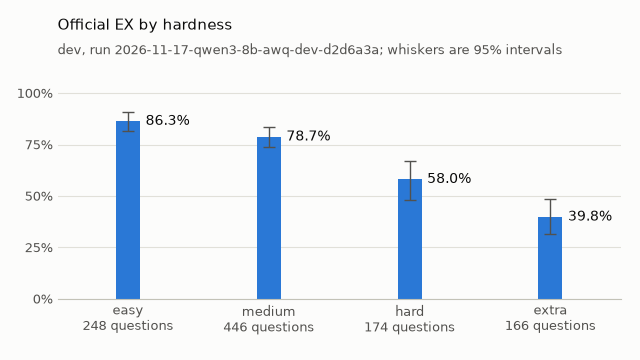 Official EX by hardness
dev, run 2026-11-17-qwen3-8b-awq-dev-d2d6a3a; whiskers are 95% intervals
100%
75%
50%
25%
0%
86.3%
78.7%
58.0%
39.8%
easy
248 questions
medium
446 questions
hard
174 questions
extra
166 questions